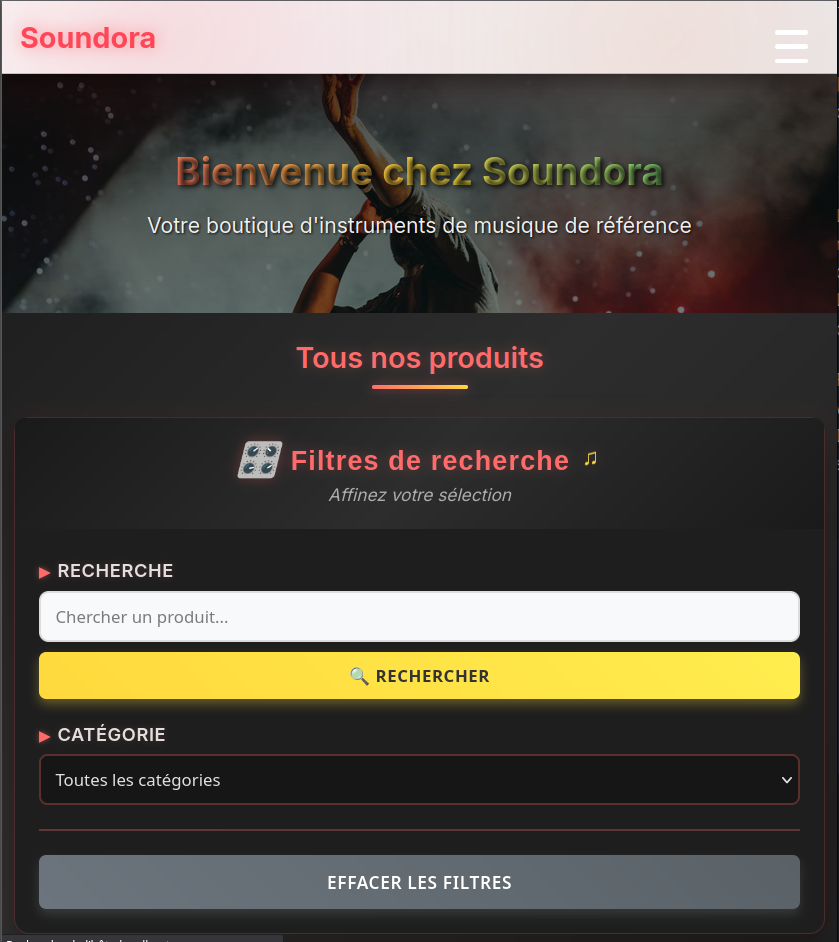 Soundora
Bienvenue chez Soundora
Votre boutique d'instruments de musique de référence
Tous nos produits
Filtres de recherche
Affinez votre sélection
RECHERCHE
Chercher un produit...
RECHERCHER
CATÉGORIE
Toutes les catégories
EFFACER LES FILTRES